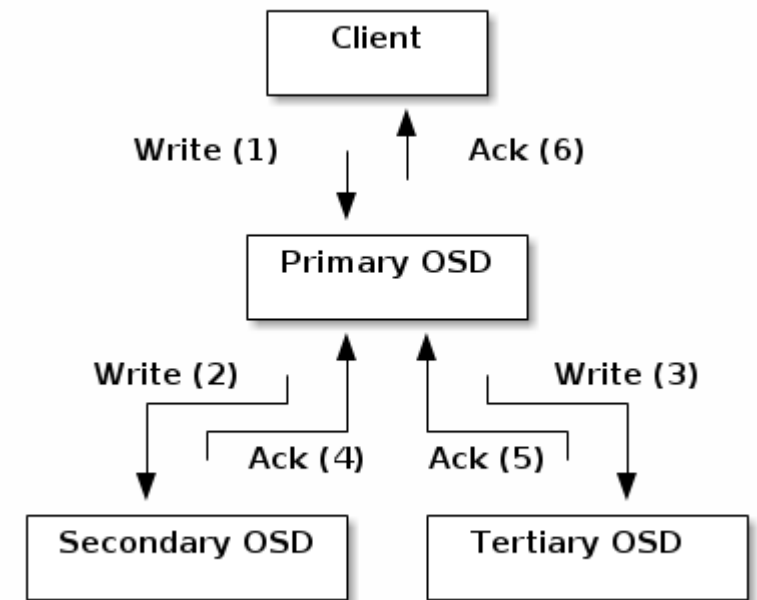 Client
Write (1)
Ack (6)
Primary OSD
Write (2)
Write (3)
Ack (4)
Ack (5)
Secondary OSD
Tertiary OSD